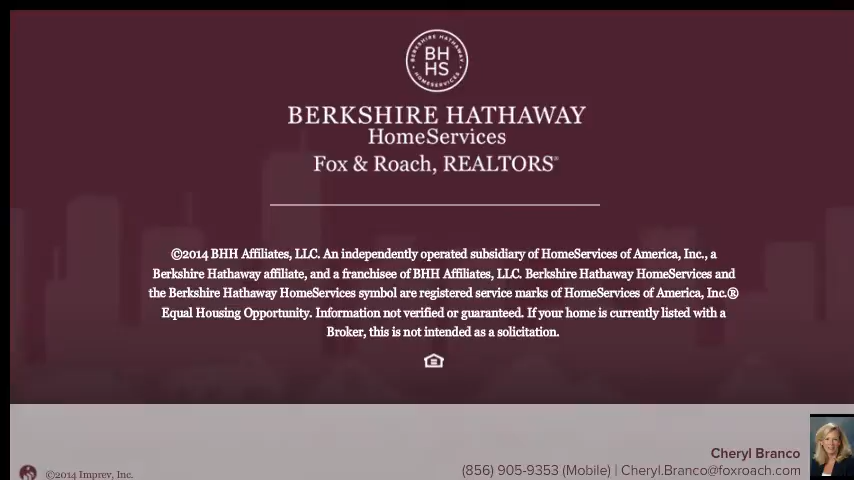 BERKSHIRE HATHAWAY
BH
HS
HOMESERVICES
BERKSHIRE HATHAWAY
HomeServices
Fox & Roach, REALTORS®
©2014 BHH Affiliates, LLC. An independently operated subsidiary of HomeServices of America, Inc., a
Berkshire Hathaway affiliate, and a franchisee of BHH Affiliates, LLC. Berkshire Hathaway HomeServices and
the Berkshire Hathaway HomeServices symbol are registered service marks of HomeServices of America, Inc.®
Equal Housing Opportunity. Information not verified or guaranteed. If your home is currently listed with a
Broker, this is not intended as a solicitation.
Cheryl Branco
(856) 905-9353 (Mobile) | Cheryl.Branco@foxroach.com
©2014 Imprev, Inc.